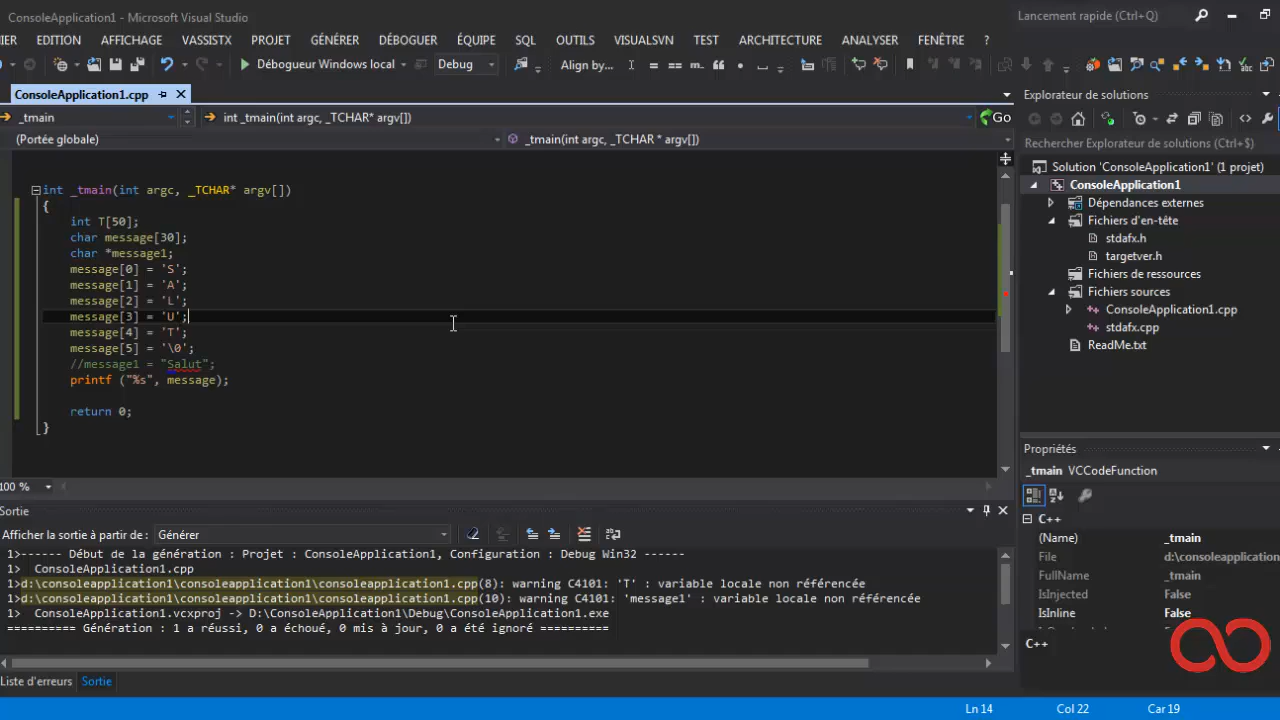 ConsoleApplication1 - Microsoft Visual Studio
Lancement rapide (Ctrl+Q)
IER EDITION AFFICHAGE VASSISTX PROJET GÉNÉRER DÉBOGUER ÉQUIPE SQL OUTILS VISUALSVN TEST ARCHITECTURE ANALYSER FENÊTRE ?
Débogueur Windows local Debug Align by...
ConsoleApplication1.cpp
_tmain int _tmain(int argc, _TCHAR* argv[]) Go
(Portée globale) _tmain(int argc, _TCHAR * argv[])
int _tmain(int argc, _TCHAR* argv[])
{
int T[50];
char message[30];
char *message1;
message[0] = 'S';
message[1] = 'A';
message[2] = 'L';
message[3] = 'U';
message[4] = 'T';
message[5] = '\0';
//message1 = "Salut";
printf ("%s", message);
return 0;
}
100 %
Explorateur de solutions
Rechercher Explorateur de solutions (Ctrl+$)
Solution 'ConsoleApplication1' (1 projet)
ConsoleApplication1
Dépendances externes
Fichiers d'en-tête
stdafx.h
targetver.h
Fichiers de ressources
Fichiers sources
ConsoleApplication1.cpp
stdafx.cpp
ReadMe.txt
Propriétés
_tmain VCCodeFunction
C++
(Name) _tmain
File d:\consoleapplication
FullName _tmain
IsInjected False
IsInline False
C++
Sortie
Afficher la sortie à partir de : Générer
1>------ Début de la génération : Projet : ConsoleApplication1, Configuration : Debug Win32 ------
1> ConsoleApplication1.cpp
1>d:\consoleapplication1\consoleapplication1\consoleapplication1.cpp(8): warning C4101: 'T' : variable locale non référencée
1>d:\consoleapplication1\consoleapplication1\consoleapplication1.cpp(10): warning C4101: 'message1' : variable locale non référencée
1> ConsoleApplication1.vcxproj -> D:\ConsoleApplication1\Debug\ConsoleApplication1.exe
========== Génération : 1 a réussi, 0 a échoué, 0 mis à jour, 0 a été ignoré ==========
Liste d'erreurs Sortie
Ln 14 Col 22 Car 19